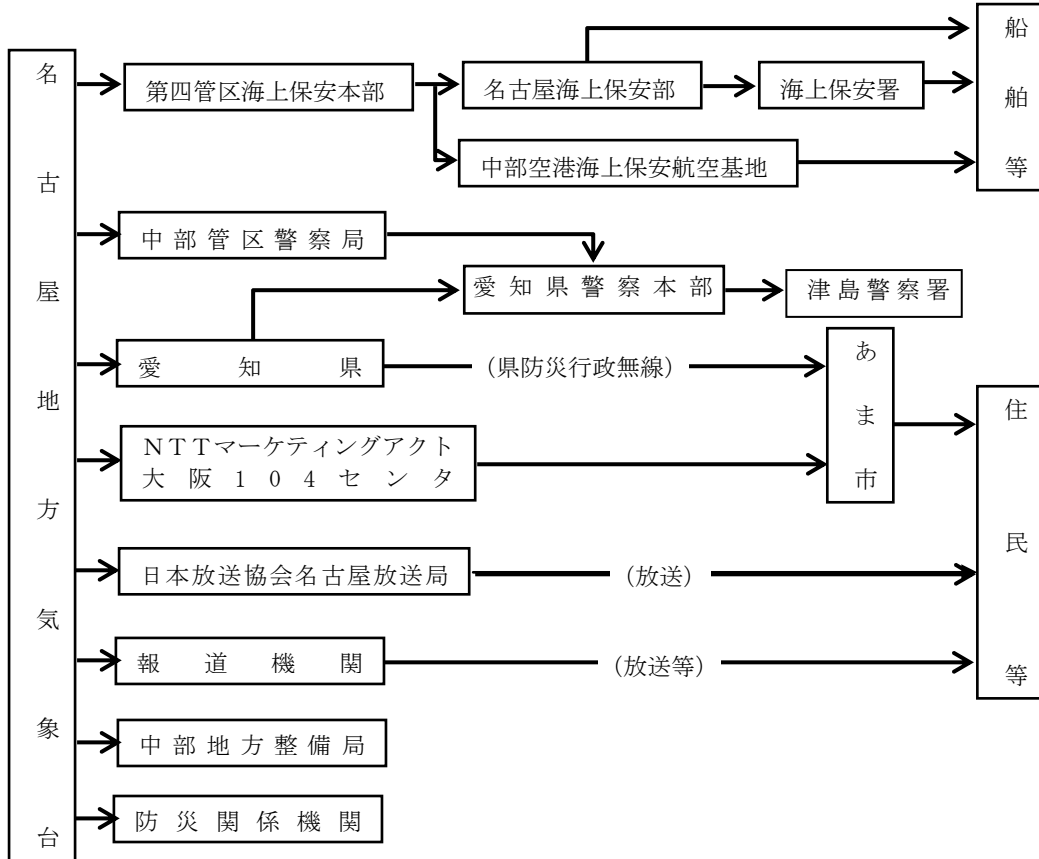 名古屋地方気象台
第四管区海上保安本部
名古屋海上保安部
海上保安署
船舶等
中部空港海上保安航空基地
中部管区警察局
愛知県警察本部
津島警察署
愛知県
（県防災行政無線）
あま市
住民等
ＮＴＴマーケティングアクト
大阪１０４センタ
日本放送協会名古屋放送局
（放送）
報道機関
（放送等）
中部地方整備局
防災関係機関